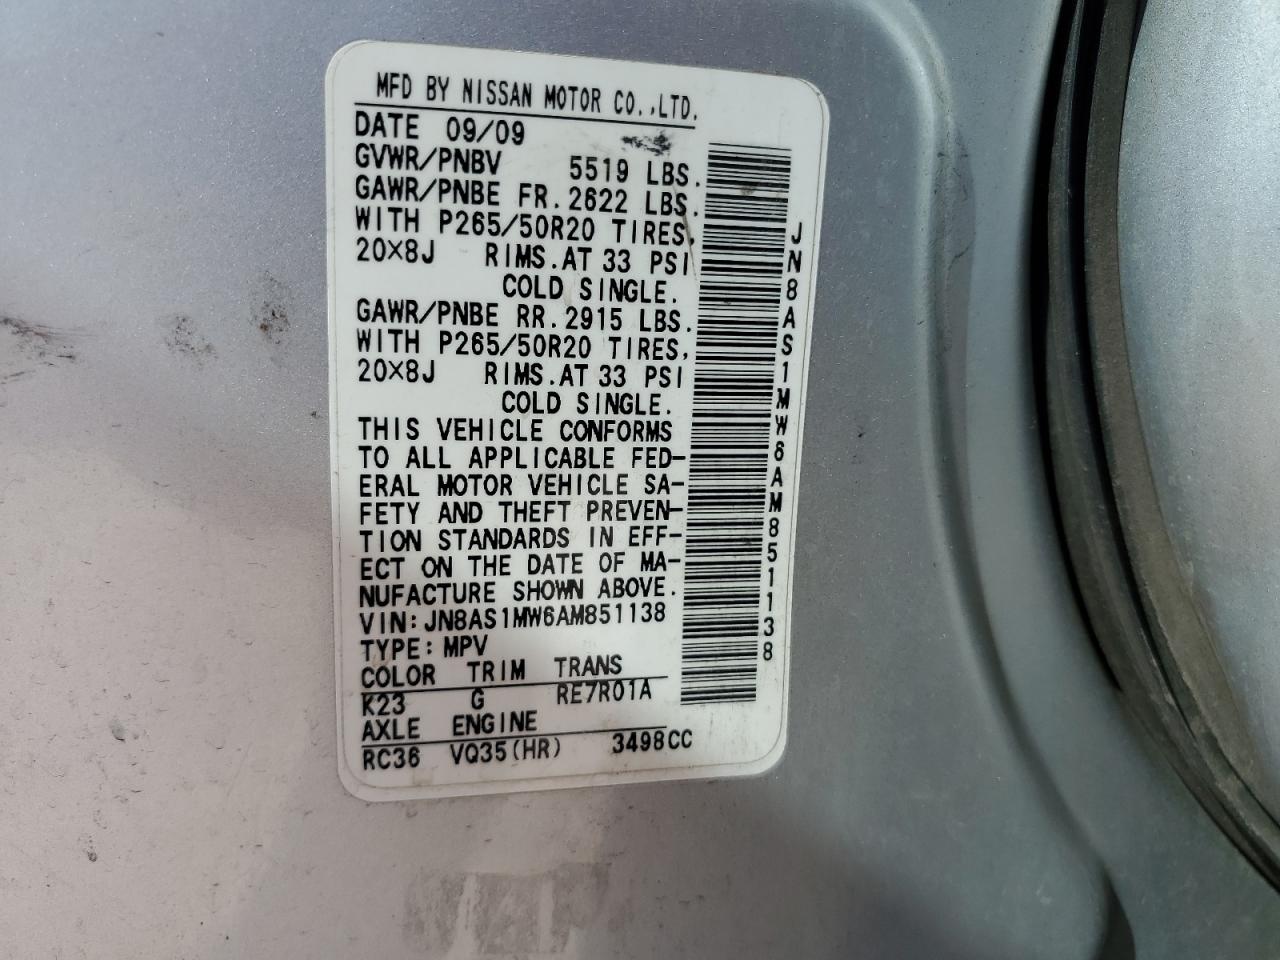 MFD BY NISSAN MOTOR CO.,LTD.
DATE 09/09
GVWR/PNBV 5519 LBS.
GAWR/PNBE FR.2622 LBS.
WITH P265/50R20 TIRES,
20×8J RIMS.AT 33 PSI
COLD SINGLE.
GAWR/PNBE RR.2915 LBS.
WITH P265/50R20 TIRES,
20×8J RIMS.AT 33 PSI
COLD SINGLE.
THIS VEHICLE CONFORMS
TO ALL APPLICABLE FED-
ERAL MOTOR VEHICLE SA-
FETY AND THEFT PREVEN-
TION STANDARDS IN EFF-
ECT ON THE DATE OF MA-
NUFACTURE SHOWN ABOVE.
VIN:JN8AS1MW6AM851138
TYPE:MPV
COLOR TRIM TRANS
K23 G RE7R01A
AXLE ENGINE
RC36 VQ35(HR) 3498CC
JN8AS1MW6AM851138